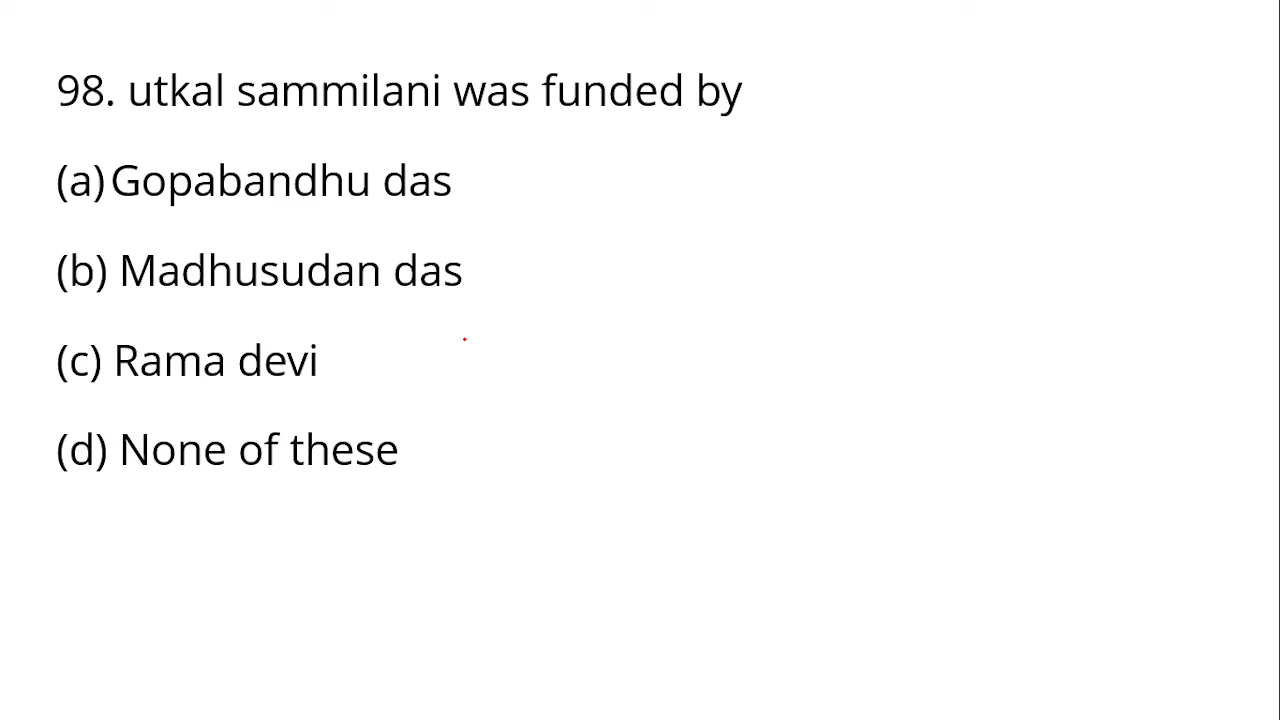 98. utkal sammilani was funded by
(a) Gopabandhu das
(b) Madhusudan das
(c) Rama devi
(d) None of these